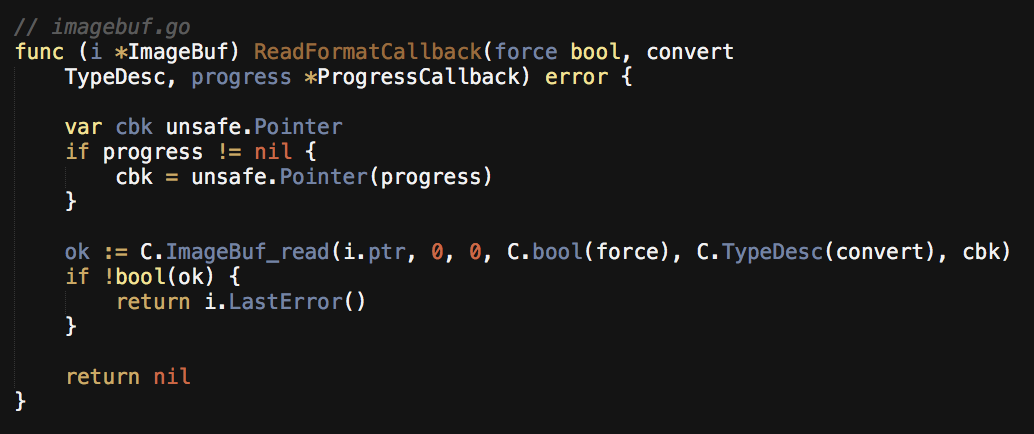 // imagebuf.go
func (i *ImageBuf) ReadFormatCallback(force bool, convert
    TypeDesc, progress *ProgressCallback) error {

    var cbk unsafe.Pointer
    if progress != nil {
        cbk = unsafe.Pointer(progress)
    }

    ok := C.ImageBuf_read(i.ptr, 0, 0, C.bool(force), C.TypeDesc(convert), cbk)
    if !bool(ok) {
        return i.LastError()
    }

    return nil
}